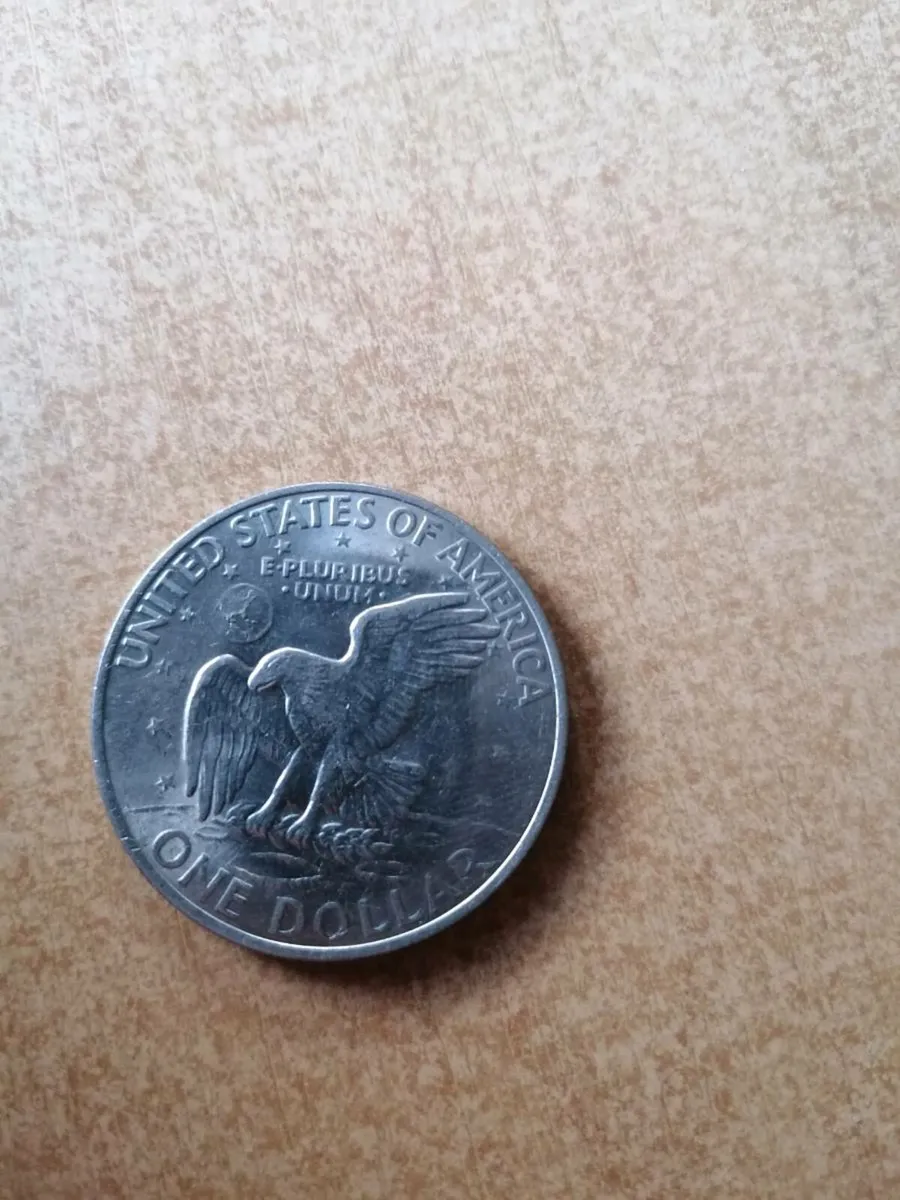 UNITED STATES OF AMERICA
E·PLURIBUS
·UNUM·
ONE DOLLAR